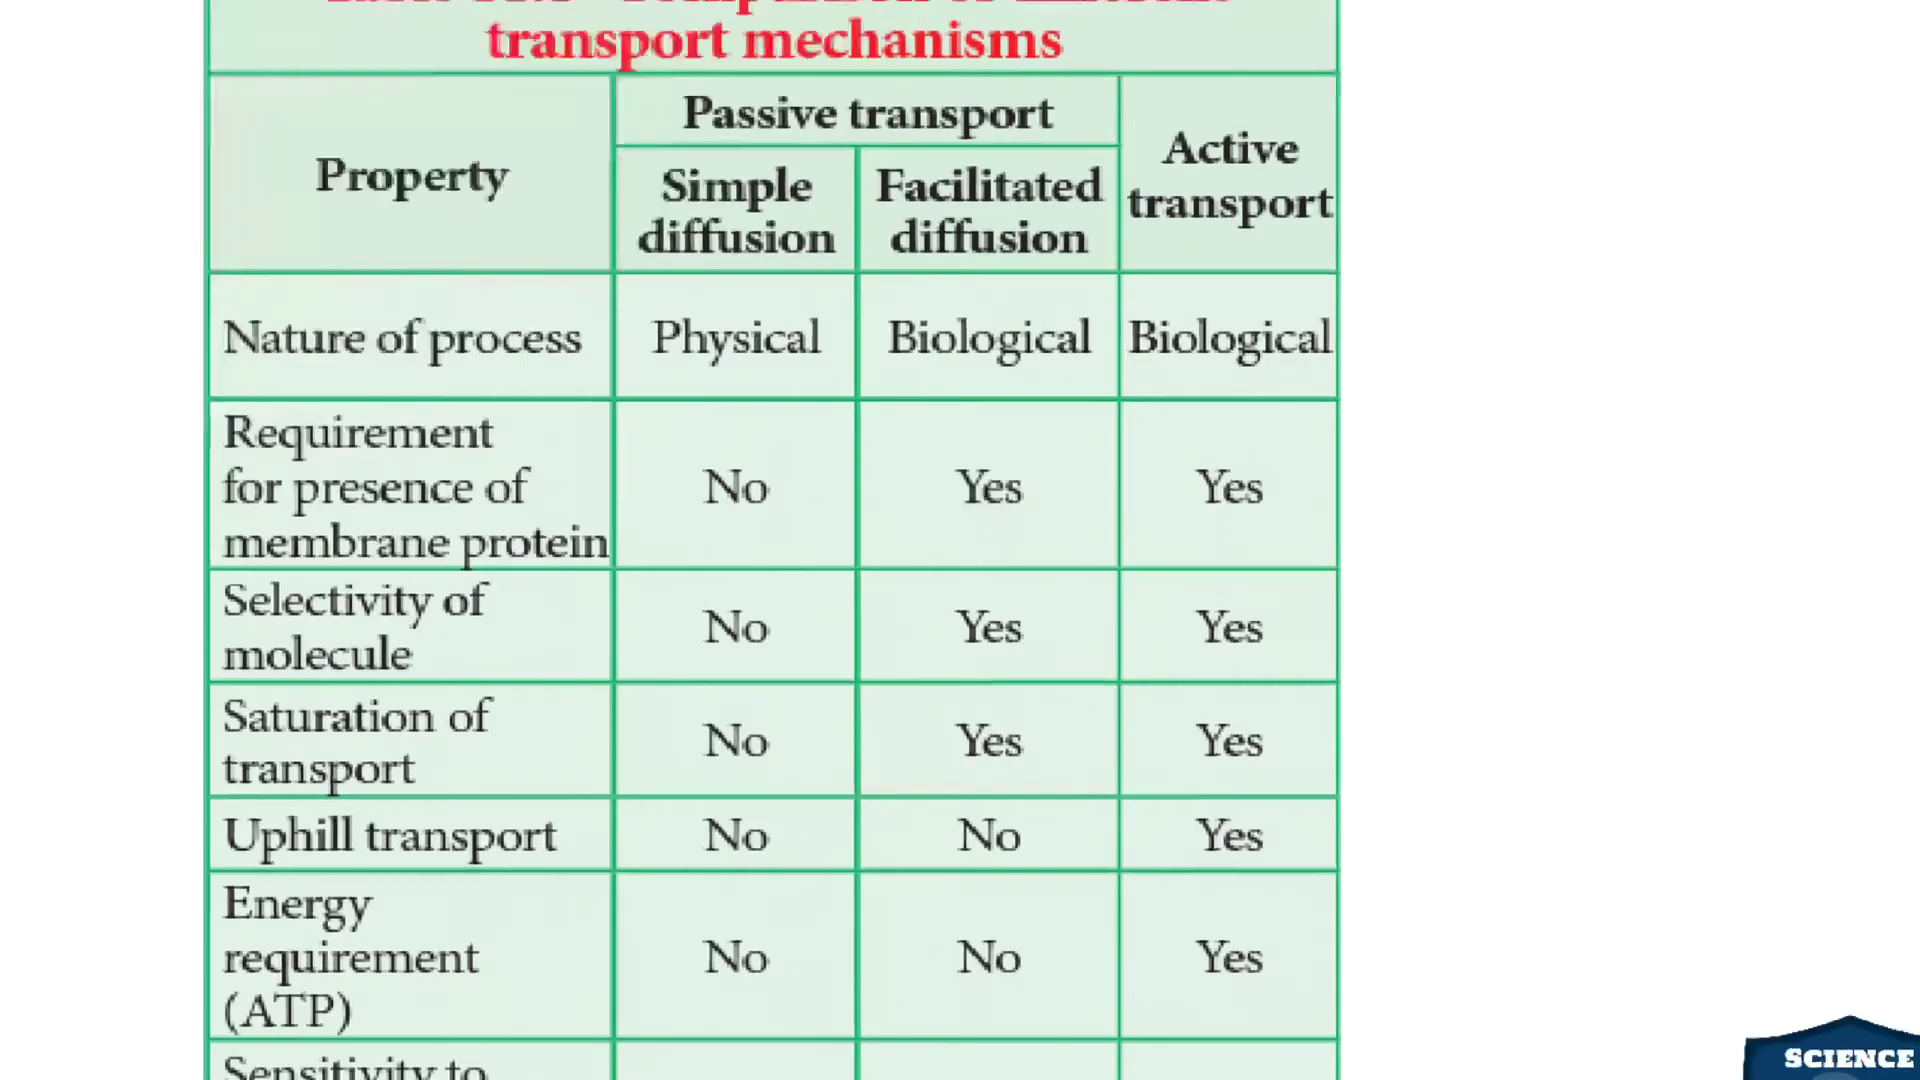 transport mechanisms
Property
Passive transport
Active
transport
Simple
diffusion
Facilitated
diffusion
Nature of process
Physical
Biological
Biological
Requirement
for presence of
membrane protein
No
Yes
Yes
Selectivity of
molecule
No
Yes
Yes
Saturation of
transport
No
Yes
Yes
Uphill transport
No
No
Yes
Energy
requirement
(ATP)
No
No
Yes
Sensitivity to
SCIENCE